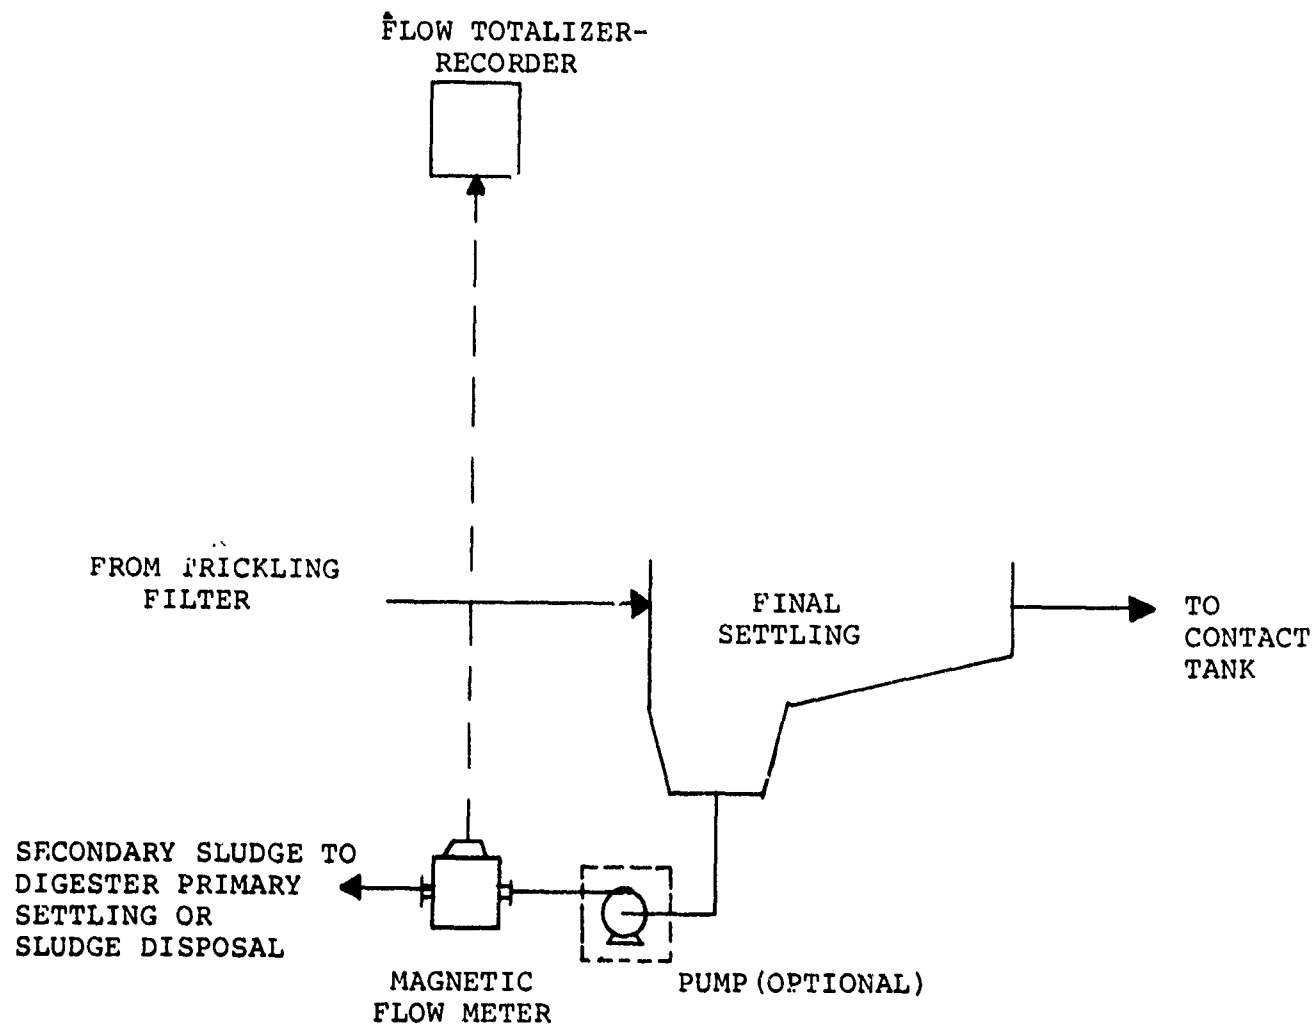 FLOW TOTALIZER-
RECORDER
FROM TRICKLING
FILTER
FINAL
SETTLING
TO
CONTACT
TANK
SECONDARY SLUDGE TO
DIGESTER PRIMARY
SETTLING OR
SLUDGE DISPOSAL
MAGNETIC
FLOW METER
PUMP (OPTIONAL)